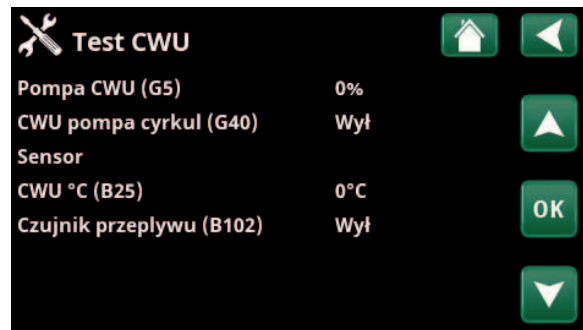 Test CWU
Pompa CWU (G5) 0%
CWU pompa cyrkul (G40) Wył
Sensor
CWU °C (B25) 0°C
Czujnik przeplywu (B102) Wył
OK